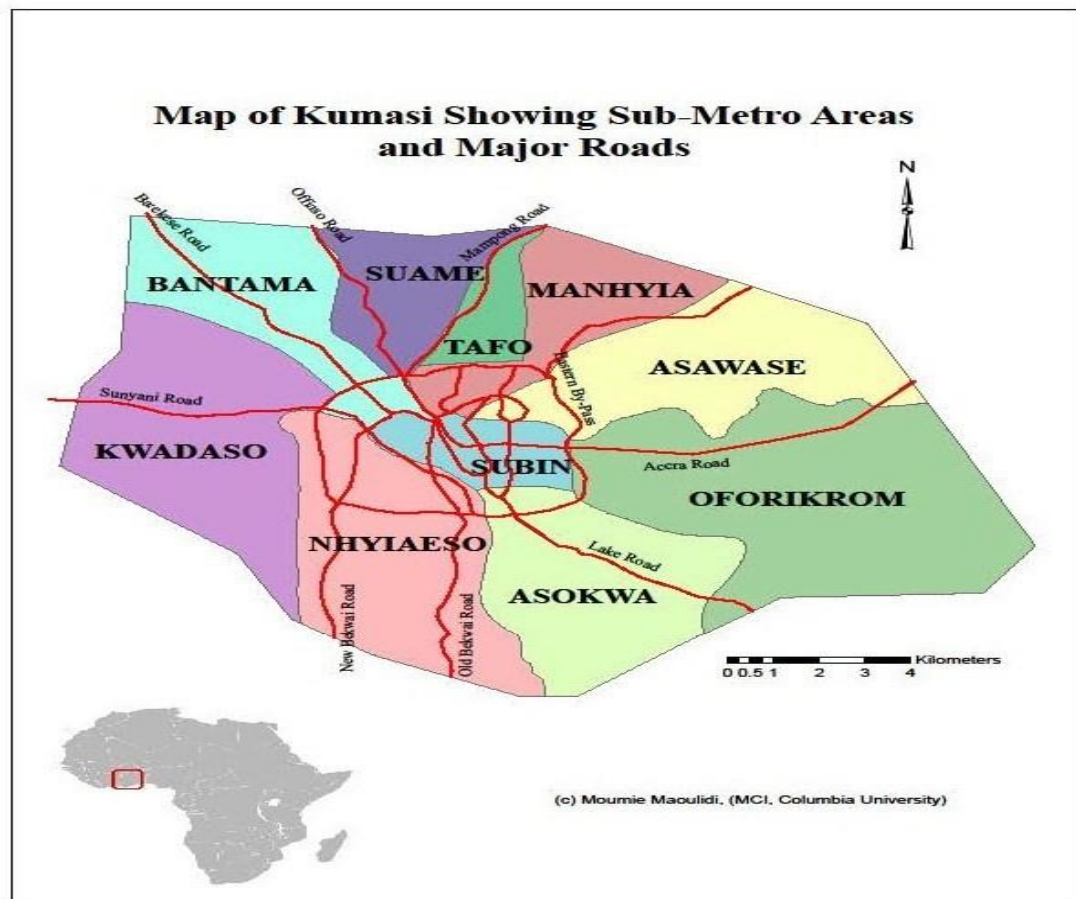 Map of Kumasi Showing Sub-Metro Areas
and Major Roads
N
Barekese Road
Offinso Road
Mampong Road
BANTAMA
SUAME
MANHYIA
TAFO
ASAWASE
Eastern By-Pass
Sunyani Road
KWADASO
SUBIN
Accra Road
OFORIKROM
NHYIAESO
Lake Road
ASOKWA
New Bekwai Road
Old Bekwai Road
Kilometers
0 0.5 1 2 3 4
(c) Moumie Maoulidi, (MCI, Columbia University)